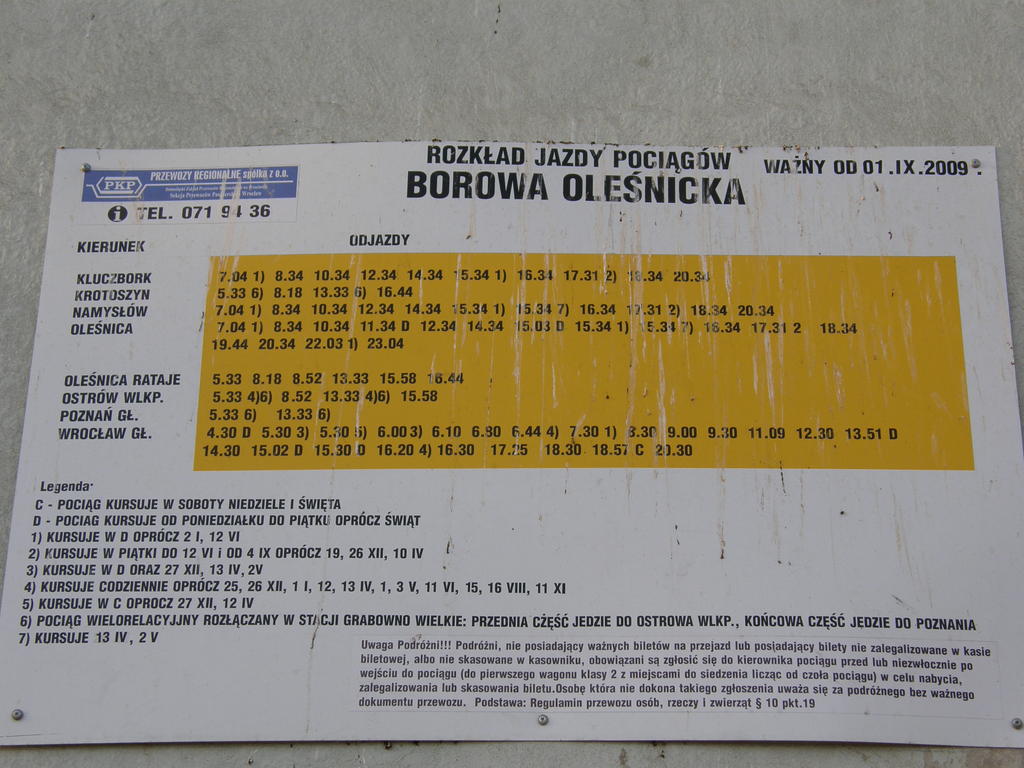 ROZKŁAD JAZDY POCIĄGÓW WAŻNY OD 01.IX.2009
BOROWA OLEŚNICKA
PKP PRZEWOZY REGIONALNE spółka z o.o.
TEL. 071 94 36
KIERUNEK ODJAZDY
KLUCZBORK 7.04 1) 8.34 10.34 12.34 14.34 15.34 1) 16.34 17.31 2) 18.34 20.34
KROTOSZYN 5.33 6) 8.18 13.33 6) 16.44
NAMYSŁÓW 7.04 1) 8.34 10.34 12.34 14.34 15.34 1) 15.34 7) 16.34 17.31 2) 18.34 20.34
OLEŚNICA 7.04 1) 8.34 10.34 11.34 D 12.34 14.34 15.03 D 15.34 1) 15.34 7) 16.34 17.31 2 18.34
19.44 20.34 22.03 1) 23.04
OLEŚNICA RATAJE 5.33 8.18 8.52 13.33 15.58 16.44
OSTRÓW WLKP. 5.33 4)6) 8.52 13.33 4)6) 15.58
POZNAŃ GŁ. 5.33 6) 13.33 6)
WROCŁAW GŁ. 4.30 D 5.30 3) 5.30 5) 6.00 3) 6.10 6.44 4) 7.30 1) 8.30 9.00 9.30 11.09 12.30 13.51 D
14.30 15.02 D 15.30 D 16.20 4) 16.30 17.25 18.30 18.57 C 20.30
Legenda:
C - POCIĄG KURSUJE W SOBOTY NIEDZIELE I ŚWIĘTA
D - POCIĄG KURSUJE OD PONIEDZIAŁKU DO PIĄTKU OPRÓCZ ŚWIĄT
1) KURSUJE W D OPRÓCZ 2 I, 12 VI
2) KURSUJE W PIĄTKI DO 12 VI i OD 4 IX OPRÓCZ 19, 26 XII, 10 IV
3) KURSUJE W D ORAZ 27 XII, 13 IV, 2V
4) KURSUJE CODZIENNIE OPRÓCZ 25, 26 XII, 1 I, 12, 13 IV, 1, 3 V, 11 VI, 15, 16 VIII, 11 XI
5) KURSUJE W C OPROCZ 27 XII, 12 IV
6) POCIĄG WIELORELACYJJNY ROZŁĄCZANY W STACJI GRABOWNO WIELKIE: PRZEDNIA CZĘŚĆ JEDZIE DO OSTROWA WLKP., KOŃCOWA CZĘŚĆ JĘDZIE DO POZNANIA
7) KURSUJE 13 IV, 2 V
Uwaga Podróżni!!! Podróżni, nie posiadający ważnych biletów na przejazd lub posiadający bilety nie zalegalizowane w kasie
biletowej, albo nie skasowane w kasowniku, obowiązani są zgłosić się do kierownika pociągu przed lub niezwłocznie po
wejściu do pociągu (do pierwszego wagonu klasy 2 z miejscami do siedzenia licząc od czoła pociągu) w celu nabycia,
zalegalizowania lub skasowania biletu.Osobę która nie dokona takiego zgłoszenia uważa się za podróżnego bez ważnego
dokumentu przewozu. Podstawa: Regulamin przewozu osób, rzeczy i zwierząt § 10 pkt.19